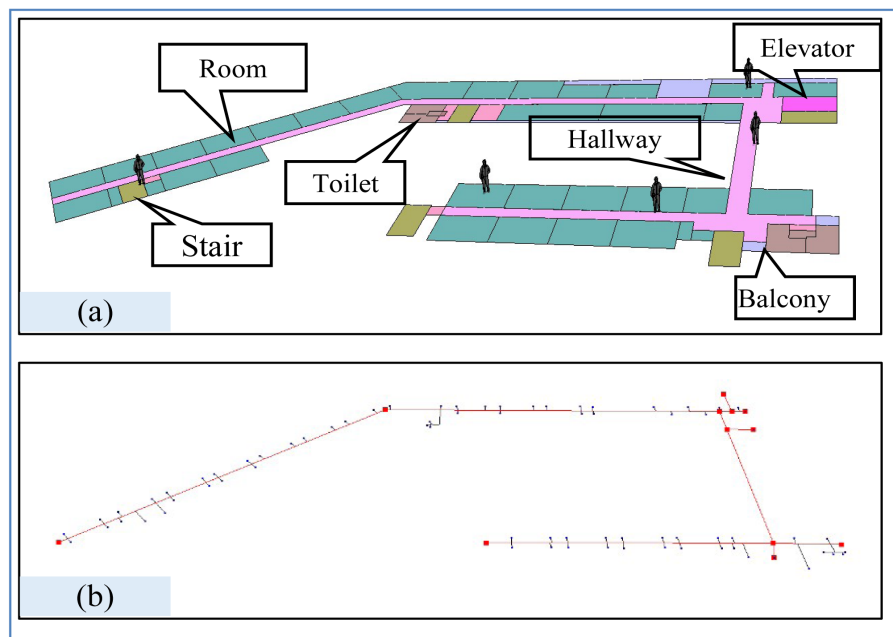 Room
Elevator
Hallway
Toilet
Stair
Balcony
(a)
(b)